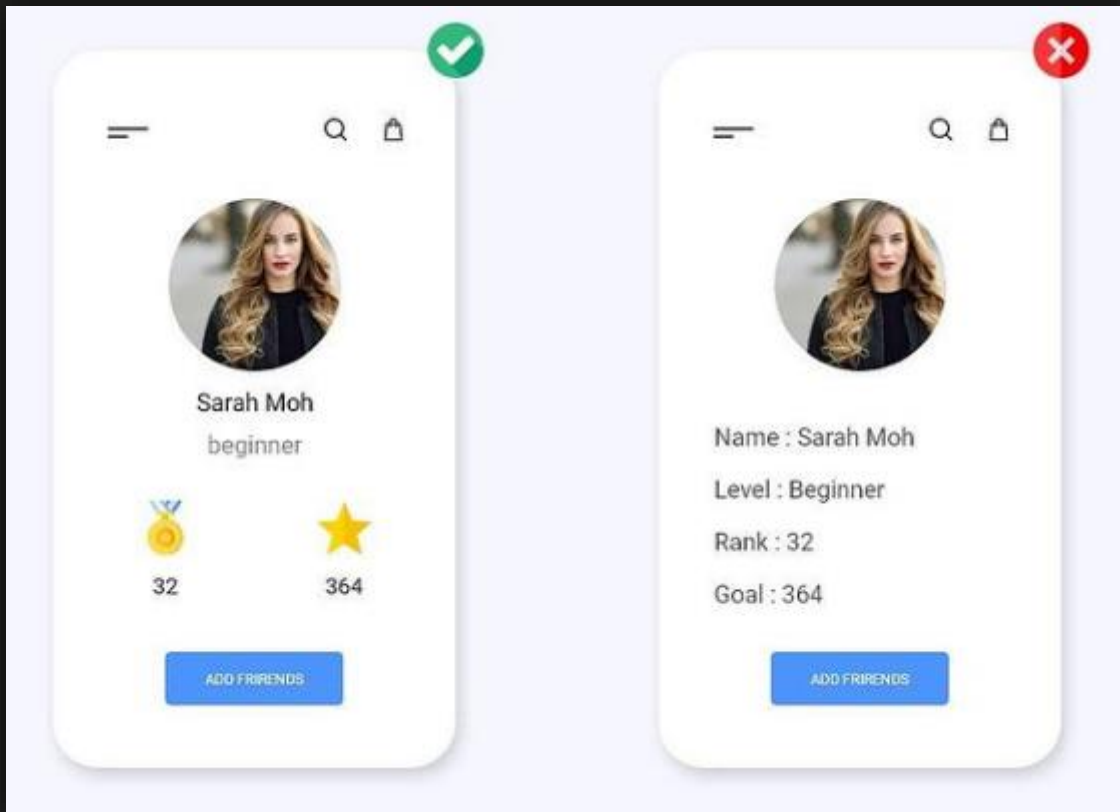 Sarah Moh
beginner
32 364
ADD FRIRENDS
Name : Sarah Moh
Level : Beginner
Rank : 32
Goal : 364
ADD FRIRENDS